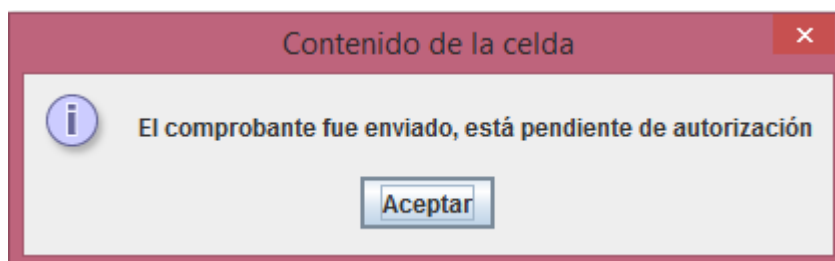 Contenido de la celda
El comprobante fue enviado, está pendiente de autorización
Aceptar